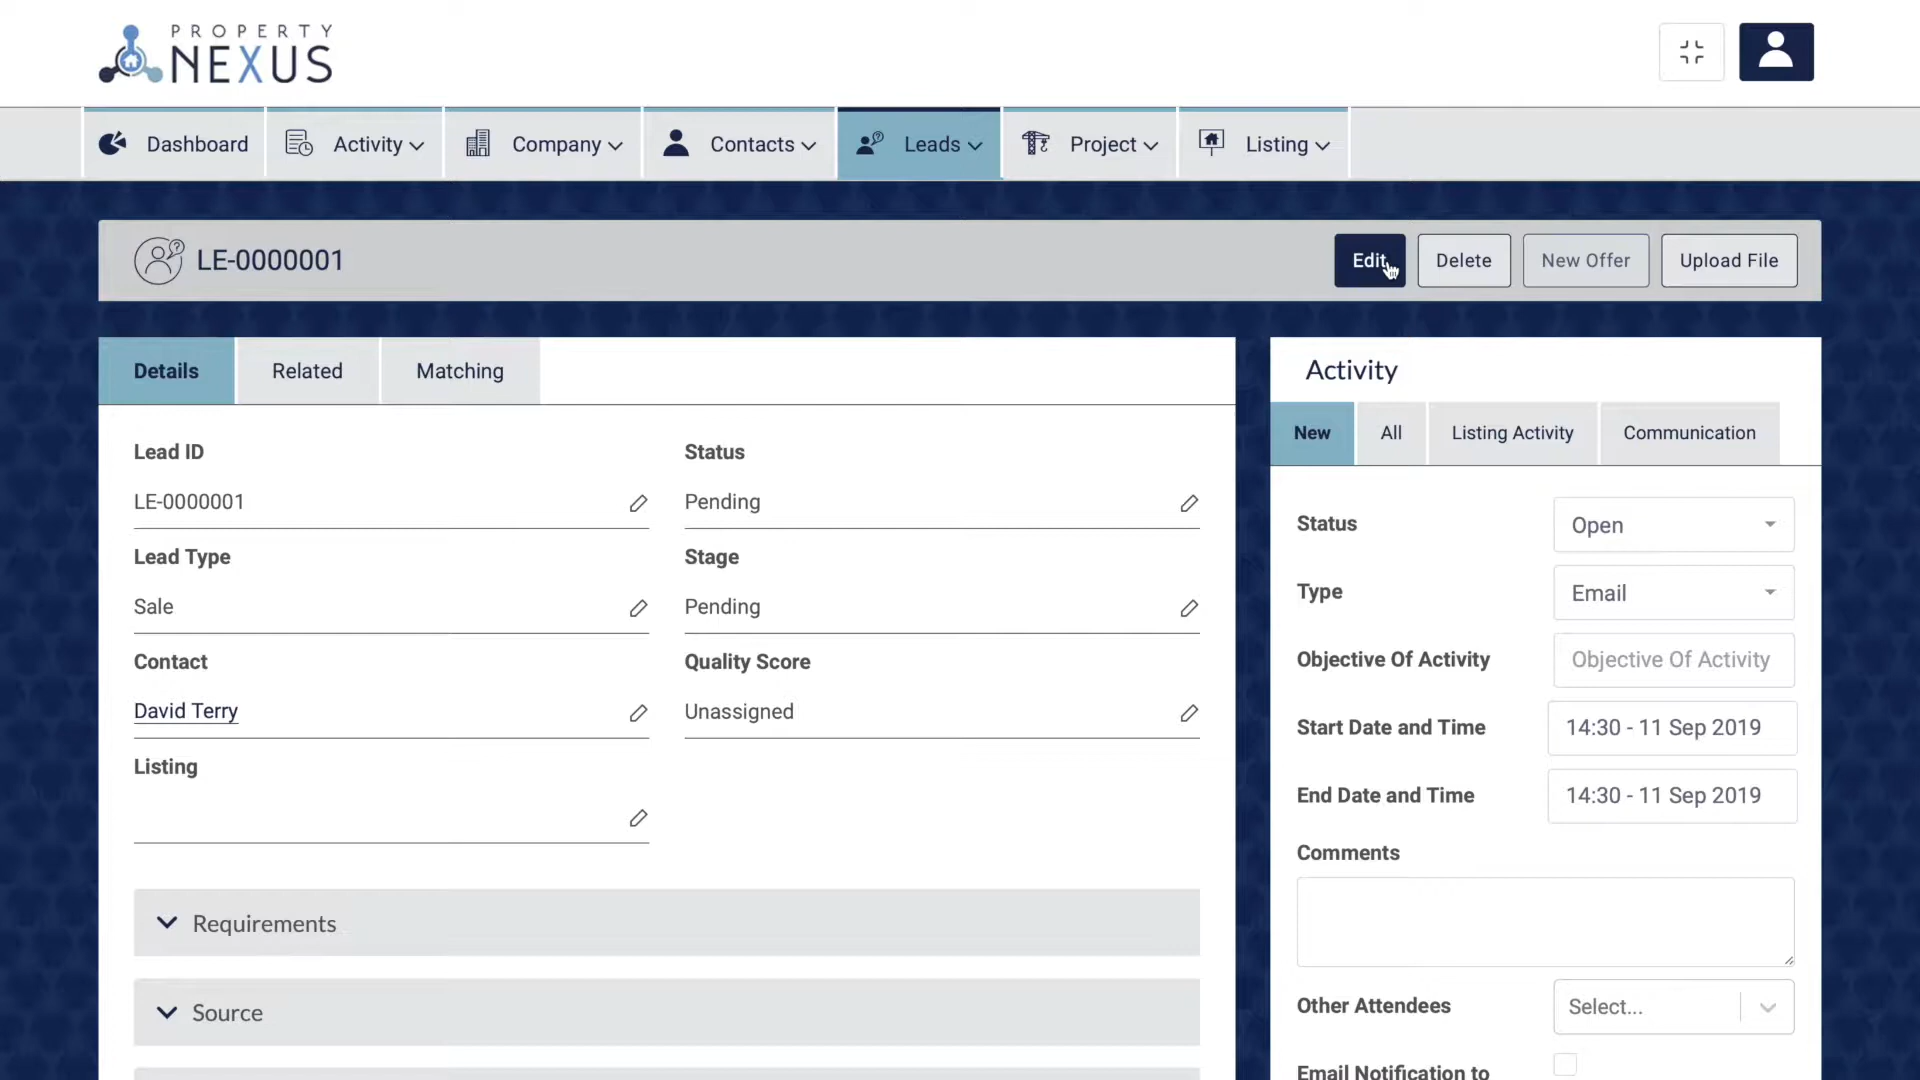 PROPERTY
NEXUS
Dashboard
Activity
Company
Contacts
Leads
Project
Listing
LE-0000001
Edit
Delete
New Offer
Upload File
Details
Related
Matching
Lead ID
LE-0000001
Status
Pending
Lead Type
Sale
Stage
Pending
Contact
David Terry
Quality Score
Unassigned
Listing
Requirements
Source
Activity
New
All
Listing Activity
Communication
Status
Open
Type
Email
Objective Of Activity
Objective Of Activity
Start Date and Time
14:30 - 11 Sep 2019
End Date and Time
14:30 - 11 Sep 2019
Comments
Other Attendees
Select...
Email Notification to